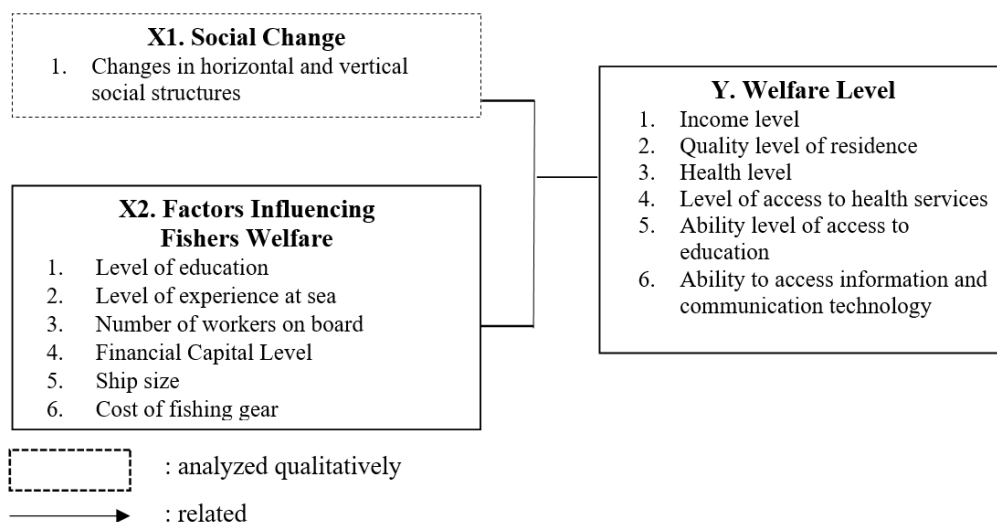 X1. Social Change
1. Changes in horizontal and vertical
social structures
X2. Factors Influencing
Fishers Welfare
1. Level of education
2. Level of experience at sea
3. Number of workers on board
4. Financial Capital Level
5. Ship size
6. Cost of fishing gear
Y. Welfare Level
1. Income level
2. Quality level of residence
3. Health level
4. Level of access to health services
5. Ability level of access to
education
6. Ability to access information and
communication technology
: analyzed qualitatively
: related